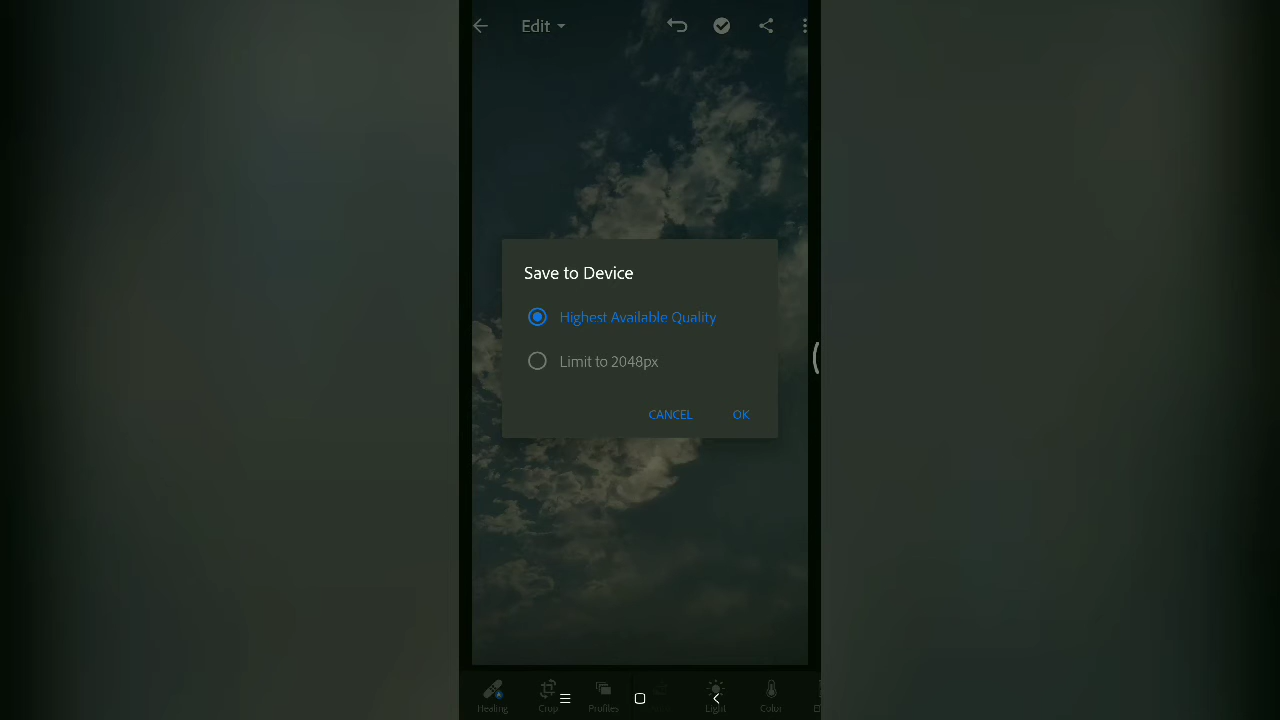 Edit
Save to Device
Highest Available Quality
Limit to 2048px
CANCEL OK
Healing Crop Profiles Light Color